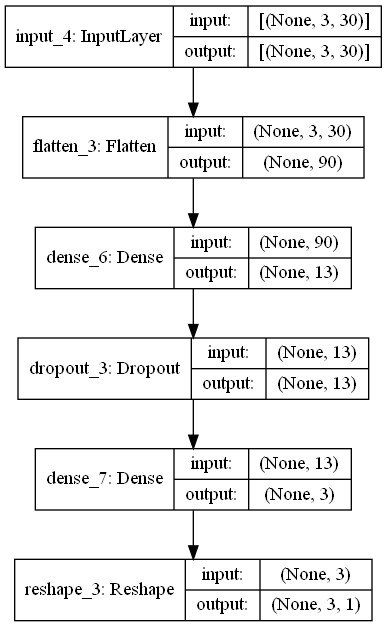 input_4: InputLayer
input:
[(None, 3, 30)]
output:
[(None, 3, 30)]
flatten_3: Flatten
input:
(None, 3, 30)
output:
(None, 90)
dense_6: Dense
input:
(None, 90)
output:
(None, 13)
dropout_3: Dropout
input:
(None, 13)
output:
(None, 13)
dense_7: Dense
input:
(None, 13)
output:
(None, 3)
reshape_3: Reshape
input:
(None, 3)
output:
(None, 3, 1)